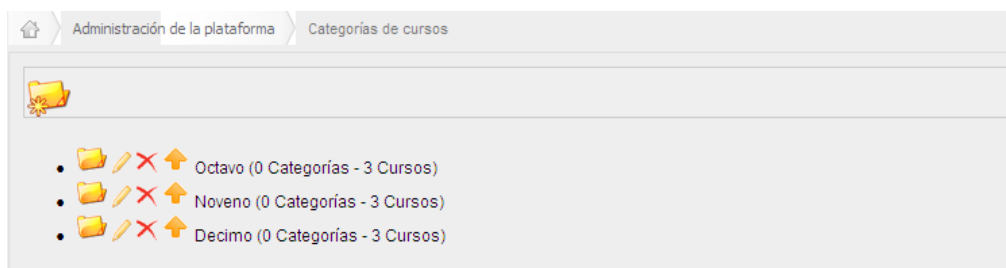 Administración de la plataforma Categorías de cursos
Octavo (0 Categorías - 3 Cursos)
Noveno (0 Categorías - 3 Cursos)
Decimo (0 Categorías - 3 Cursos)